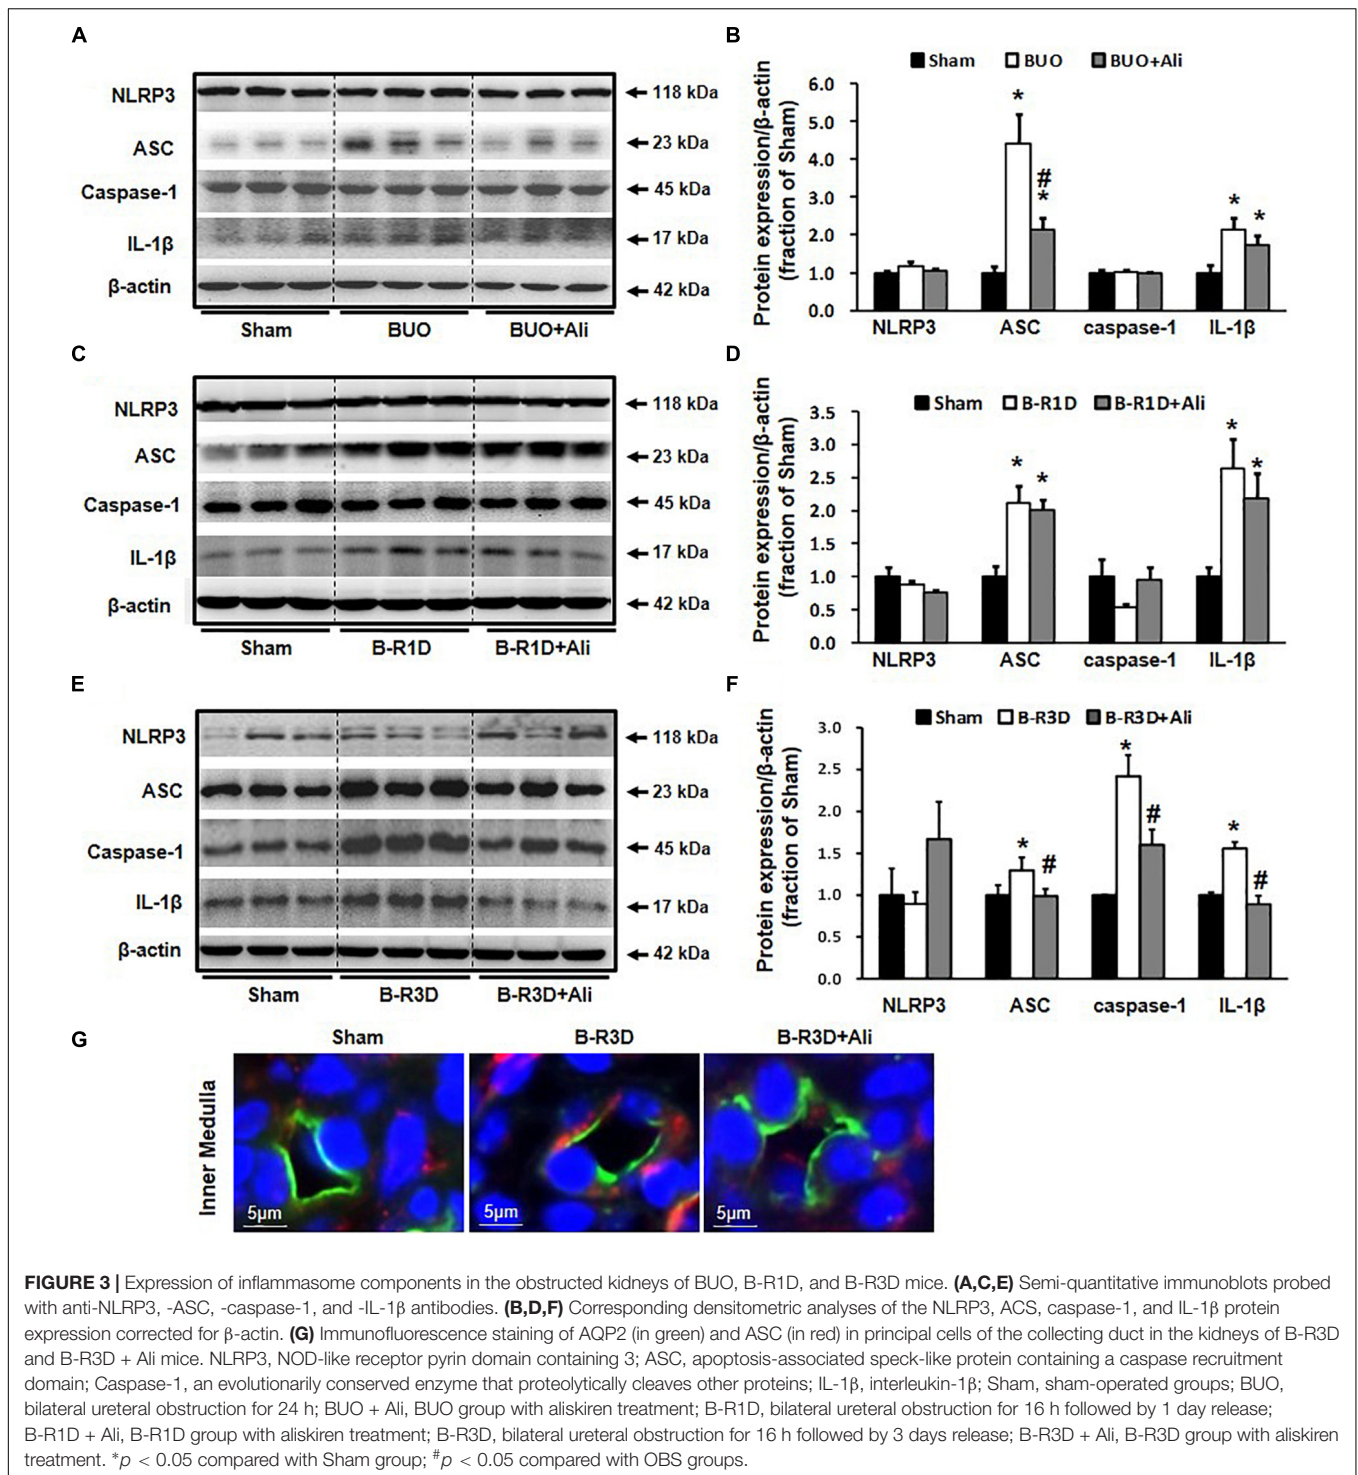 A
NLRP3
ASC
Caspase-1
IL-1β
β-actin
118 kDa
23 kDa
45 kDa
17 kDa
42 kDa
Sham BUO BUO+Ali
B
Sham BUO BUO+Ali
Protein expression/β-actin
(fraction of Sham)
6.0
5.0
4.0
3.0
2.0
1.0
0.0
* # * * *
NLRP3 ASC caspase-1 IL-1β
C
NLRP3
ASC
Caspase-1
IL-1β
β-actin
118 kDa
23 kDa
45 kDa
17 kDa
42 kDa
Sham B-R1D B-R1D+Ali
D
Sham B-R1D B-R1D+Ali
Protein expression/β-actin
(fraction of Sham)
3.5
3.0
2.5
2.0
1.5
1.0
0.5
0.0
* * * *
NLRP3 ASC caspase-1 IL-1β
E
NLRP3
ASC
Caspase-1
IL-1β
β-actin
118 kDa
23 kDa
45 kDa
17 kDa
42 kDa
Sham B-R3D B-R3D+Ali
F
Sham B-R3D B-R3D+Ali
Protein expression/β-actin
(fraction of Sham)
3.0
2.5
2.0
1.5
1.0
0.5
0.0
* # * # * #
NLRP3 ASC caspase-1 IL-1β
G
Sham B-R3D B-R3D+Ali
Inner Medulla
5μm 5μm 5μm
FIGURE 3 | Expression of inflammasome components in the obstructed kidneys of BUO, B-R1D, and B-R3D mice. (A,C,E) Semi-quantitative immunoblots probed
with anti-NLRP3, -ASC, -caspase-1, and -IL-1β antibodies. (B,D,F) Corresponding densitometric analyses of the NLRP3, ACS, caspase-1, and IL-1β protein
expression corrected for β-actin. (G) Immunofluorescence staining of AQP2 (in green) and ASC (in red) in principal cells of the collecting duct in the kidneys of B-R3D
and B-R3D + Ali mice. NLRP3, NOD-like receptor pyrin domain containing 3; ASC, apoptosis-associated speck-like protein containing a caspase recruitment
domain; Caspase-1, an evolutionarily conserved enzyme that proteolytically cleaves other proteins; IL-1β, interleukin-1β; Sham, sham-operated groups; BUO,
bilateral ureteral obstruction for 24 h; BUO + Ali, BUO group with aliskiren treatment; B-R1D, bilateral ureteral obstruction for 16 h followed by 1 day release;
B-R1D + Ali, B-R1D group with aliskiren treatment; B-R3D, bilateral ureteral obstruction for 16 h followed by 3 days release; B-R3D + Ali, B-R3D group with aliskiren
treatment. *p < 0.05 compared with Sham group; #p < 0.05 compared with OBS groups.